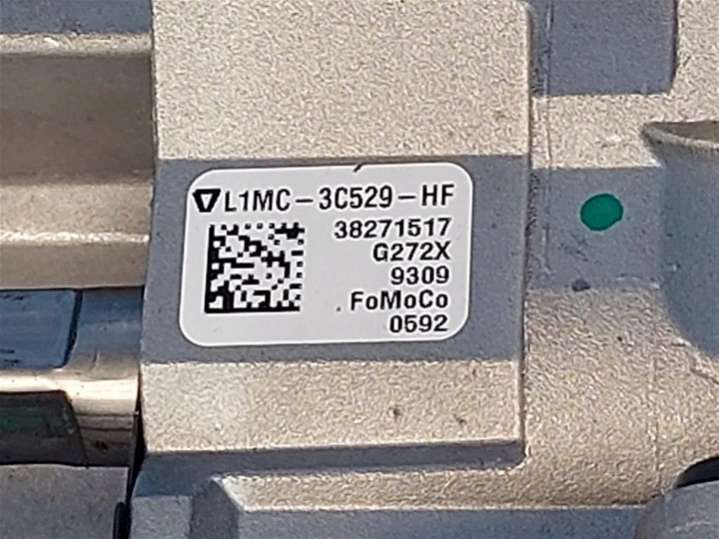 L1MC-3C529-HF
38271517
G272X
9309
FoMoCo
0592